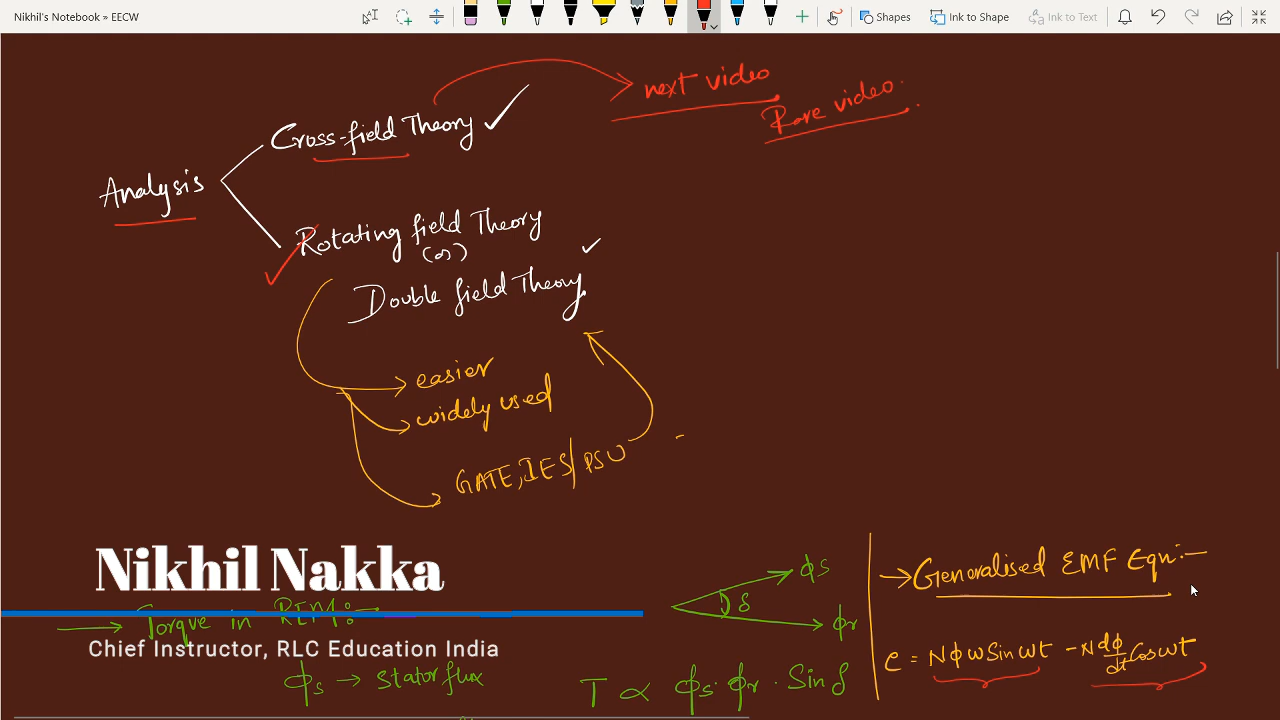 Nikhil's Notebook » EECW
Shapes
Ink to Shape
Ink to Text
next video
Rare video.
Cross-field Theory ✓
Analysis
Rotating field Theory
(or)
Double field Theory
→ easier
→ widely used
→ GATE, IES/PSU
Nikhil Nakka
→ Torque in REM:-
Chief Instructor, RLC Education India
ϕs → stator flux
ϕs
δ
ϕr
T ∝ ϕs·ϕr·Sinδ
→ Generalised EMF Eqn:-
e = Nϕω Sin ωt - N dϕ/dt Cos ωt